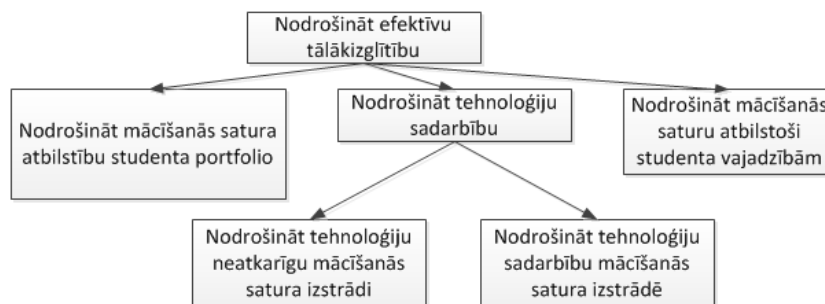 Nodrošināt efektīvu
tālākizglītību
Nodrošināt mācīšanās satura
atbilstību studenta portfolio
Nodrošināt tehnoloģiju
sadarbību
Nodrošināt mācīšanās
saturu atbilstoši
studenta vajadzībām
Nodrošināt tehnoloģiju
neatkarīgu mācīšanās
satura izstrādi
Nodrošināt tehnoloģiju
sadarbību mācīšanās
satura izstrādē